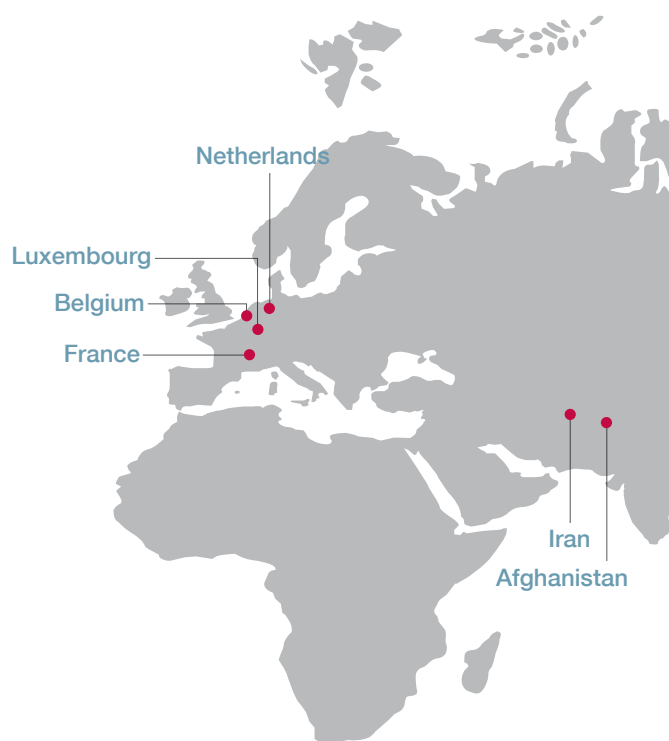 Netherlands
Luxembourg
Belgium
France
Iran
Afghanistan